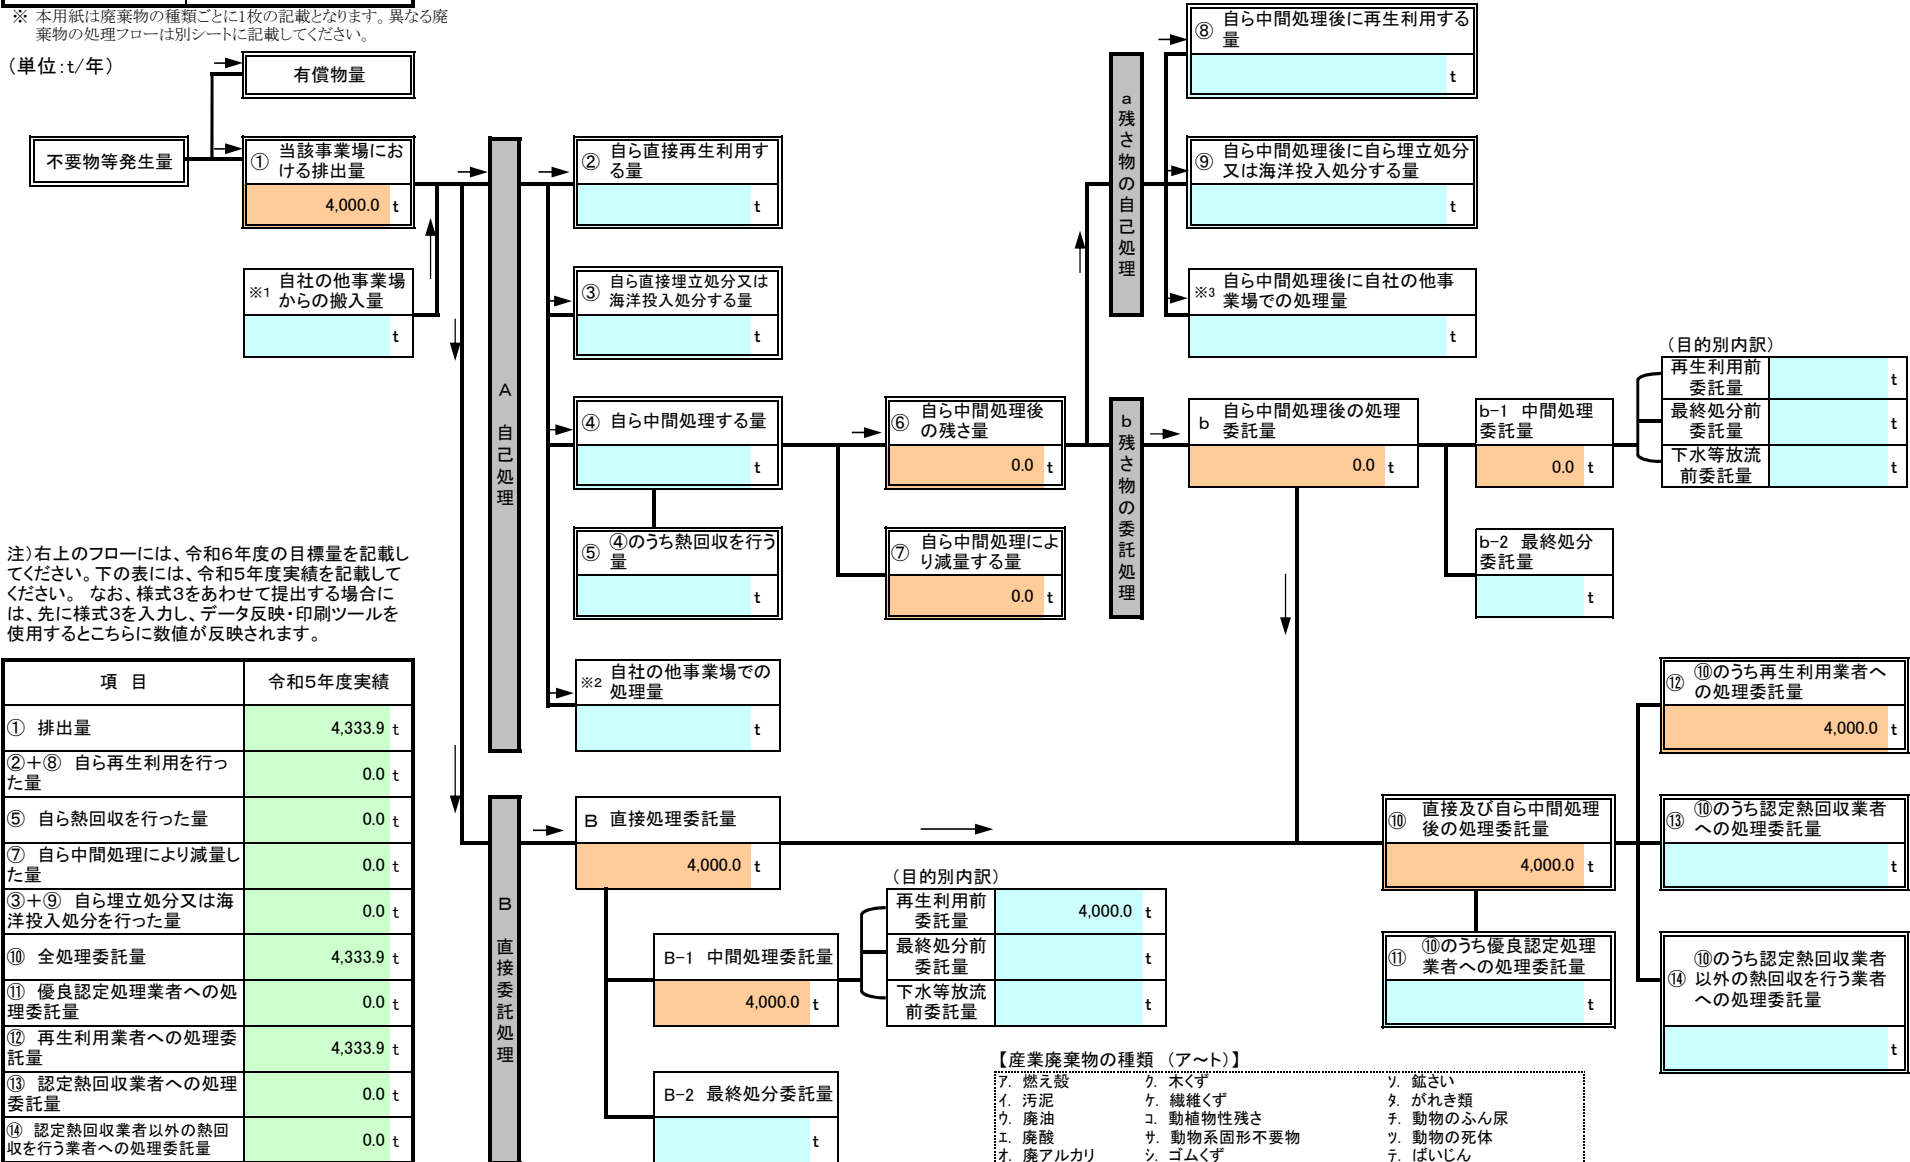 ※ 本用紙は廃棄物の種類ごとに1枚の記載となります。異なる廃
棄物の処理フローは別シートに記載してください。
(単位:t/年)
有償物量
不要物等発生量
① 当該事業場にお
ける排出量
4,000.0 t
※1 自社の他事業場
からの搬入量
t
A 自己処理
② 自ら直接再生利用す
る量
t
③ 自ら直接埋立処分又は
海洋投入処分する量
t
④ 自ら中間処理する量
t
⑤ ④のうち熱回収を行う
量
t
※2 自社の他事業場での
処理量
t
⑥ 自ら中間処理後
の残さ量
0.0 t
⑦ 自ら中間処理によ
り減量する量
0.0 t
a 残さ物の自己処理
⑧ 自ら中間処理後に再生利用する
量
t
⑨ 自ら中間処理後に自ら埋立処分
又は海洋投入処分する量
t
※3 自ら中間処理後に自社の他事
業場での処理量
t
b 残さ物の委託処理
b 自ら中間処理後の処理
委託量
0.0 t
b-1 中間処理
委託量
0.0 t
b-2 最終処分
委託量
t
(目的別内訳)
再生利用前
委託量
t
最終処分前
委託量
t
下水等放流
前委託量
t
注)右上のフローには、令和6年度の目標量を記載し
てください。下の表には、令和5年度実績を記載して
ください。 なお、様式3をあわせて提出する場合に
は、先に様式3を入力し、データ反映・印刷ツールを
使用するとこちらに数値が反映されます。
項 目 令和5年度実績
① 排出量 4,333.9 t
②+⑧ 自ら再生利用を行っ
た量 0.0 t
⑤ 自ら熱回収を行った量 0.0 t
⑦ 自ら中間処理により減量し
た量 0.0 t
③+⑨ 自ら埋立処分又は海
洋投入処分を行った量 0.0 t
⑩ 全処理委託量 4,333.9 t
⑪ 優良認定処理業者への処
理委託量 0.0 t
⑫ 再生利用業者への処理委
託量 4,333.9 t
⑬ 認定熱回収業者への処理
委託量 0.0 t
⑭ 認定熱回収業者以外の熱回
収を行う業者への処理委託量 0.0 t
B 直接委託処理
B 直接処理委託量
4,000.0 t
B-1 中間処理委託量
4,000.0 t
B-2 最終処分委託量
t
(目的別内訳)
再生利用前
委託量
4,000.0 t
最終処分前
委託量
t
下水等放流
前委託量
t
⑩ 直接及び自ら中間処理
後の処理委託量
4,000.0 t
⑪ ⑩のうち優良認定処理
業者への処理委託量
t
⑫ ⑩のうち再生利用業者へ
の処理委託量
4,000.0 t
⑬ ⑩のうち認定熱回収業者
への処理委託量
t
⑭ ⑩のうち認定熱回収業者
以外の熱回収を行う業者
への処理委託量
t
【産業廃棄物の種類 (ア~ト)】
ア. 燃え殻 ク. 木くず ソ. 鉱さい
イ. 汚泥 ケ. 繊維くず タ. がれき類
ウ. 廃油 コ. 動植物性残さ チ. 動物のふん尿
エ. 廃酸 サ. 動物系固形不要物 ツ. 動物の死体
オ. 廃アルカリ シ. ゴムくず テ. ばいじん